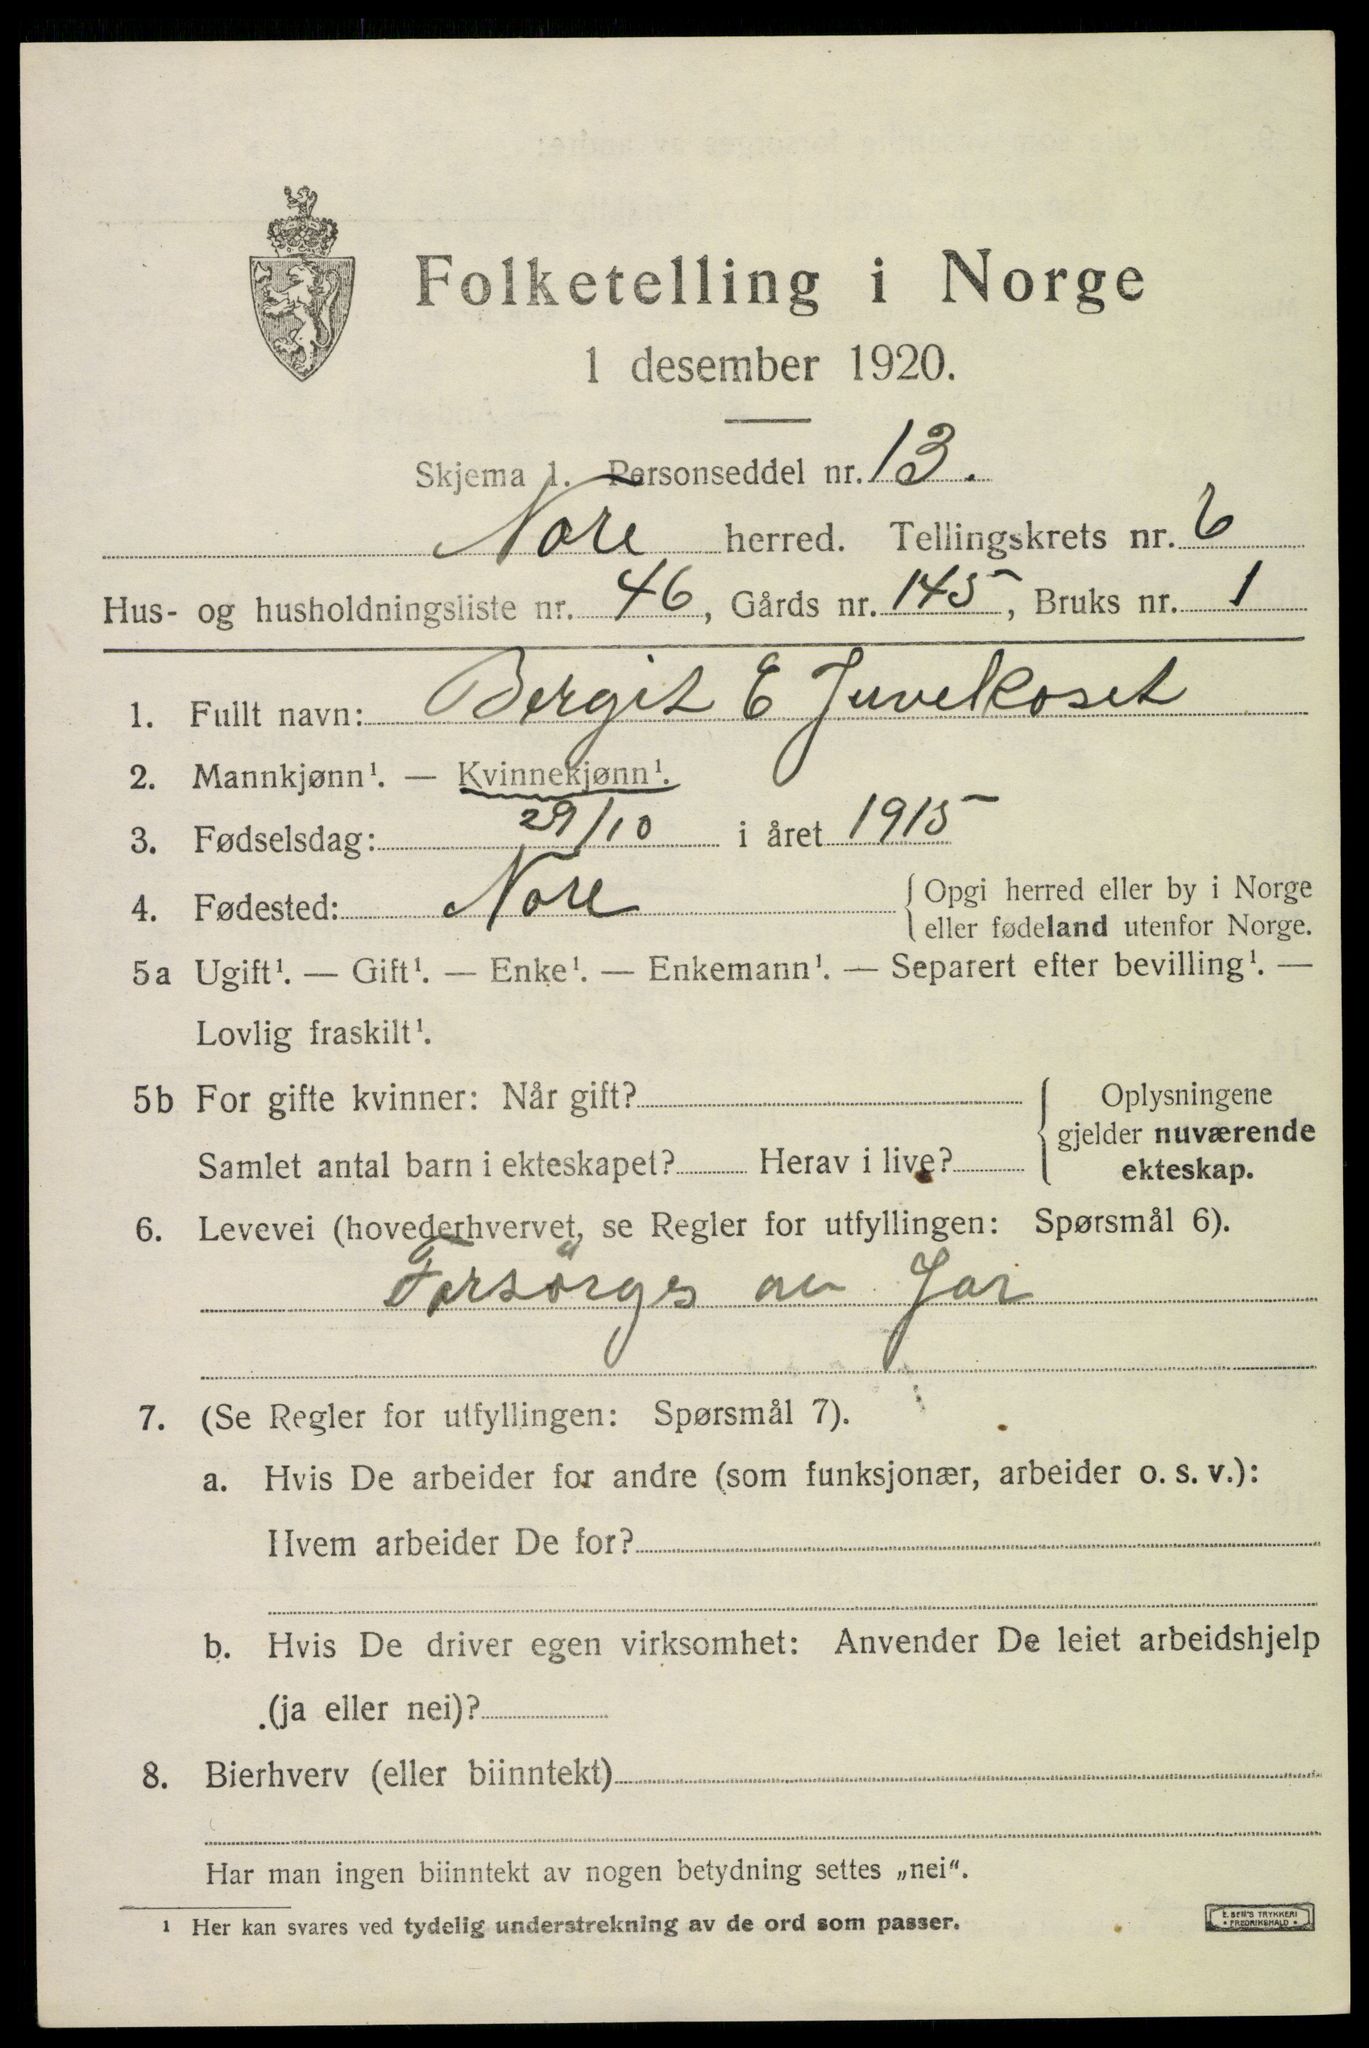 Folketelling i Norge
1 desember 1920.
Skjema 1. Personseddel nr. 13.
Nore herred. Tellingskrets nr. 6
Hus- og husholdningsliste nr. 46, Gårds nr. 145, Bruks nr. 1
1. Fullt navn: Bergit E Juvekoset
2. Mannkjønn¹. — Kvinnekjønn¹.
3. Fødselsdag: 29/10 i året 1915
4. Fødested: Nore { Opgi herred eller by i Norge
eller fødeland utenfor Norge.
5a Ugift¹. — Gift¹. — Enke¹. — Enkemann¹. — Separert efter bevilling¹. —
Lovlig fraskilt¹.
5b For gifte kvinner: Når gift? { Oplysningene
gjelder nuværende
Samlet antal barn i ekteskapet? Herav i live? ekteskap.
6. Levevei (hovederhvervet, se Regler for utfyllingen: Spørsmål 6).
Forsörges av Far
7. (Se Regler for utfyllingen: Spørsmål 7).
a. Hvis De arbeider for andre (som funksjonær, arbeider o. s. v.):
Hvem arbeider De for?
b. Hvis De driver egen virksomhet: Anvender De leiet arbeidshjelp
(ja eller nei)?
8. Bierhverv (eller biinntekt)
Har man ingen biinntekt av nogen betydning settes „nei“.
¹ Her kan svares ved tydelig understrekning av de ord som passer.
E. SEM'S TRYKKERI
• FREDRIKSHALD •